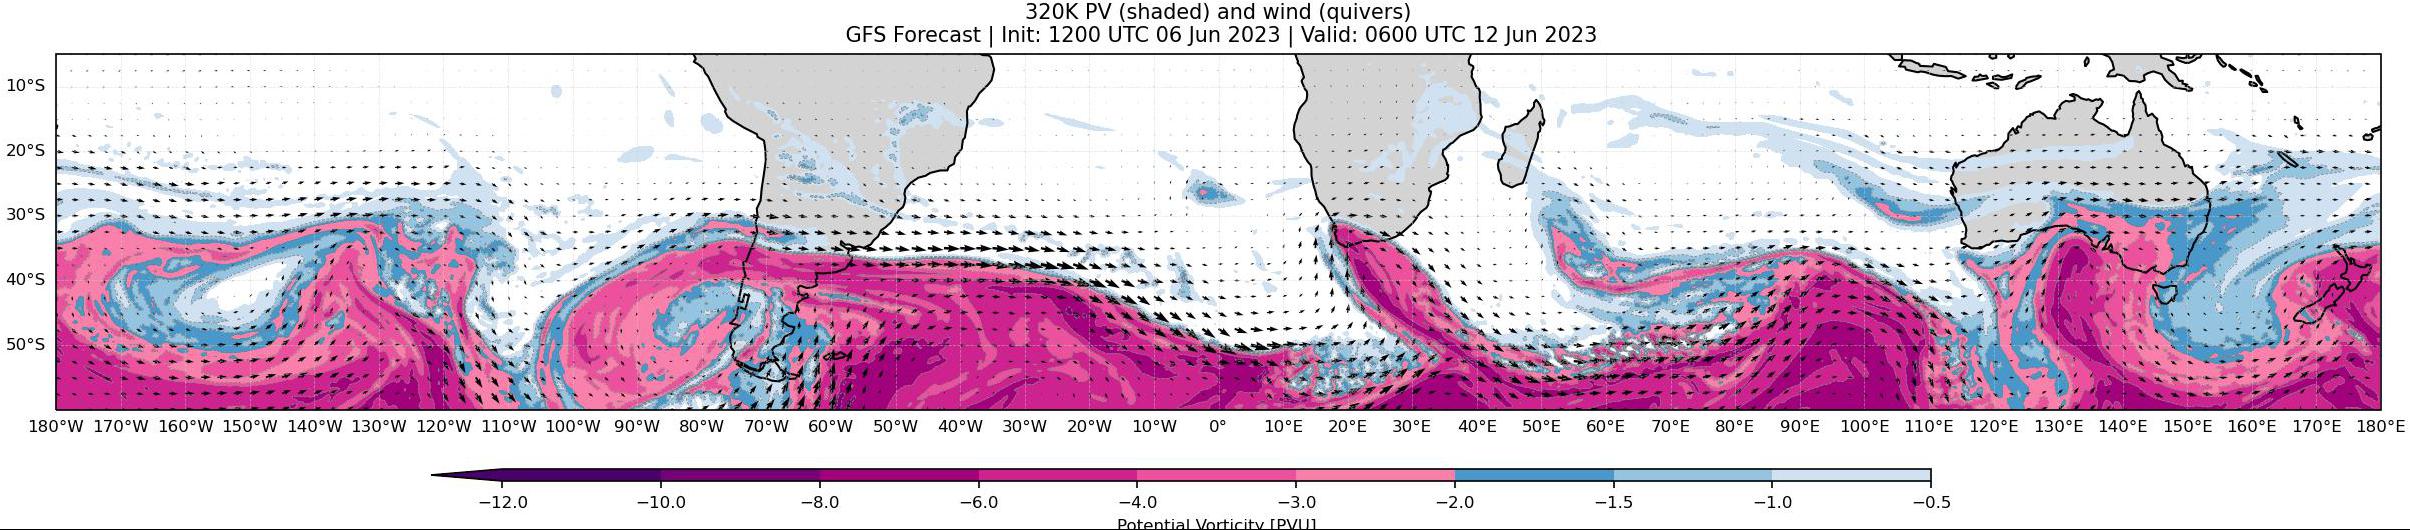 320K PV (shaded) and wind (quivers)
GFS Forecast | Init: 1200 UTC 06 Jun 2023 | Valid: 0600 UTC 12 Jun 2023
10°S
20°S
30°S
40°S
50°S
180°W 170°W 160°W 150°W 140°W 130°W 120°W 110°W 100°W 90°W 80°W 70°W 60°W 50°W 40°W 30°W 20°W 10°W 0° 10°E 20°E 30°E 40°E 50°E 60°E 70°E 80°E 90°E 100°E 110°E 120°E 130°E 140°E 150°E 160°E 170°E 180°E
−12.0 −10.0 −8.0 −6.0 −4.0 −3.0 −2.0 −1.5 −1.0 −0.5
Potential Vorticity [PVU]